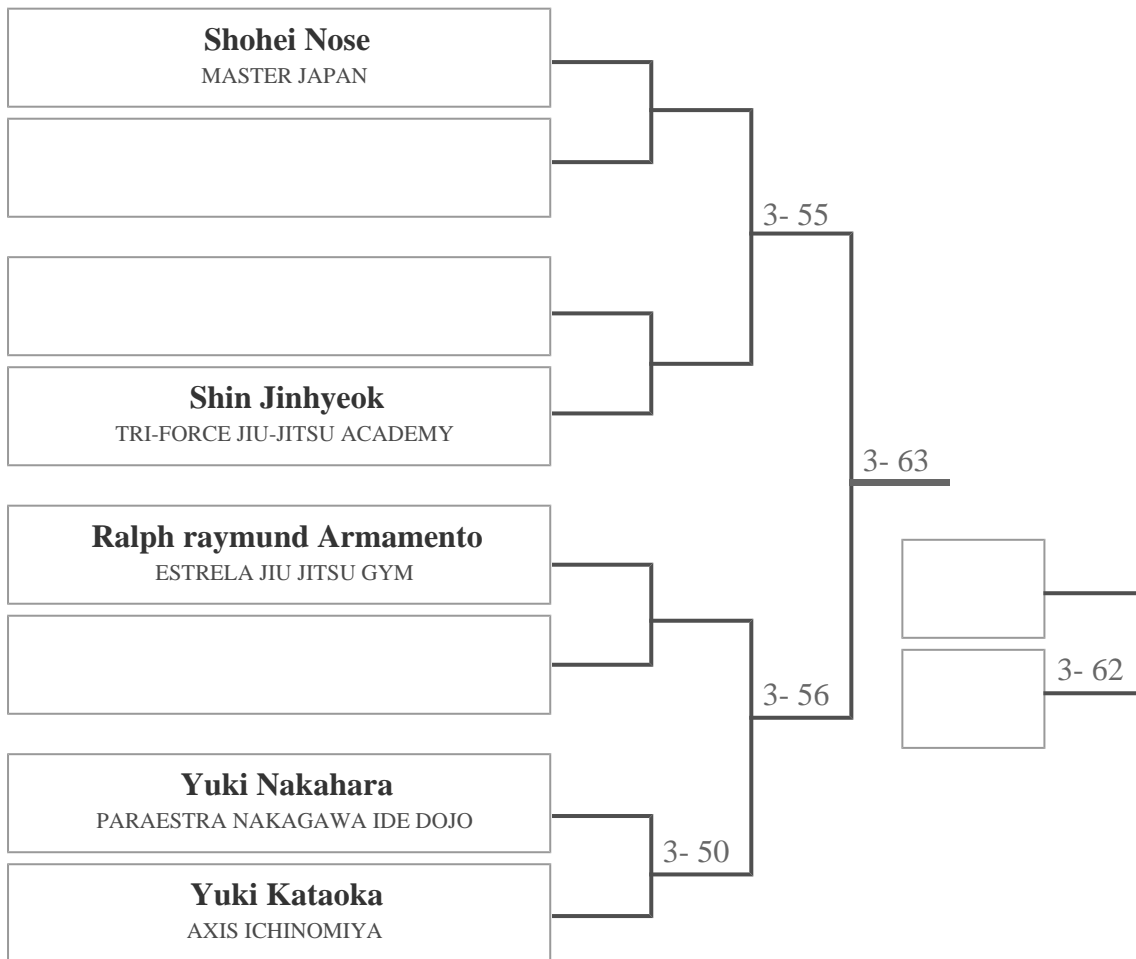 Shohei Nose
MASTER JAPAN
3- 55
Shin Jinhyeok
TRI-FORCE JIU-JITSU ACADEMY
3- 63
Ralph raymund Armamento
ESTRELA JIU JITSU GYM
3- 62
3- 56
Yuki Nakahara
PARAESTRA NAKAGAWA IDE DOJO
3- 50
Yuki Kataoka
AXIS ICHINOMIYA